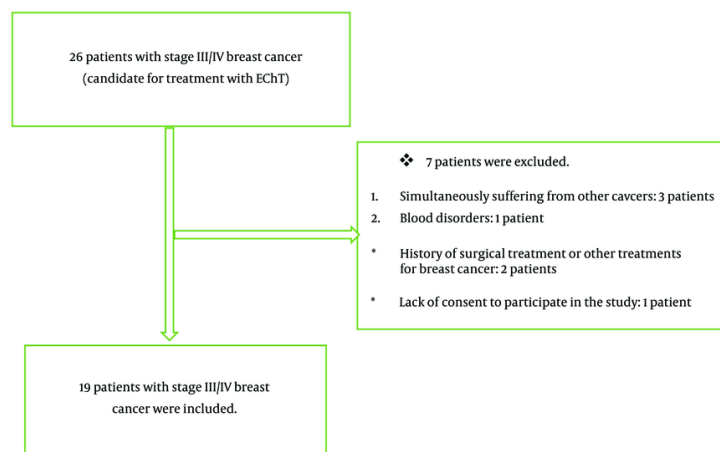 26 patients with stage III/IV breast cancer
(candidate for treatment with EChT)
❖ 7 patients were excluded.
1. Simultaneously suffering from other cavcers: 3 patients
2. Blood disorders: 1 patient
* History of surgical treatment or other treatments
for breast cancer: 2 patients
* Lack of consent to participate in the study: 1 patient
19 patients with stage III/IV breast
cancer were included.